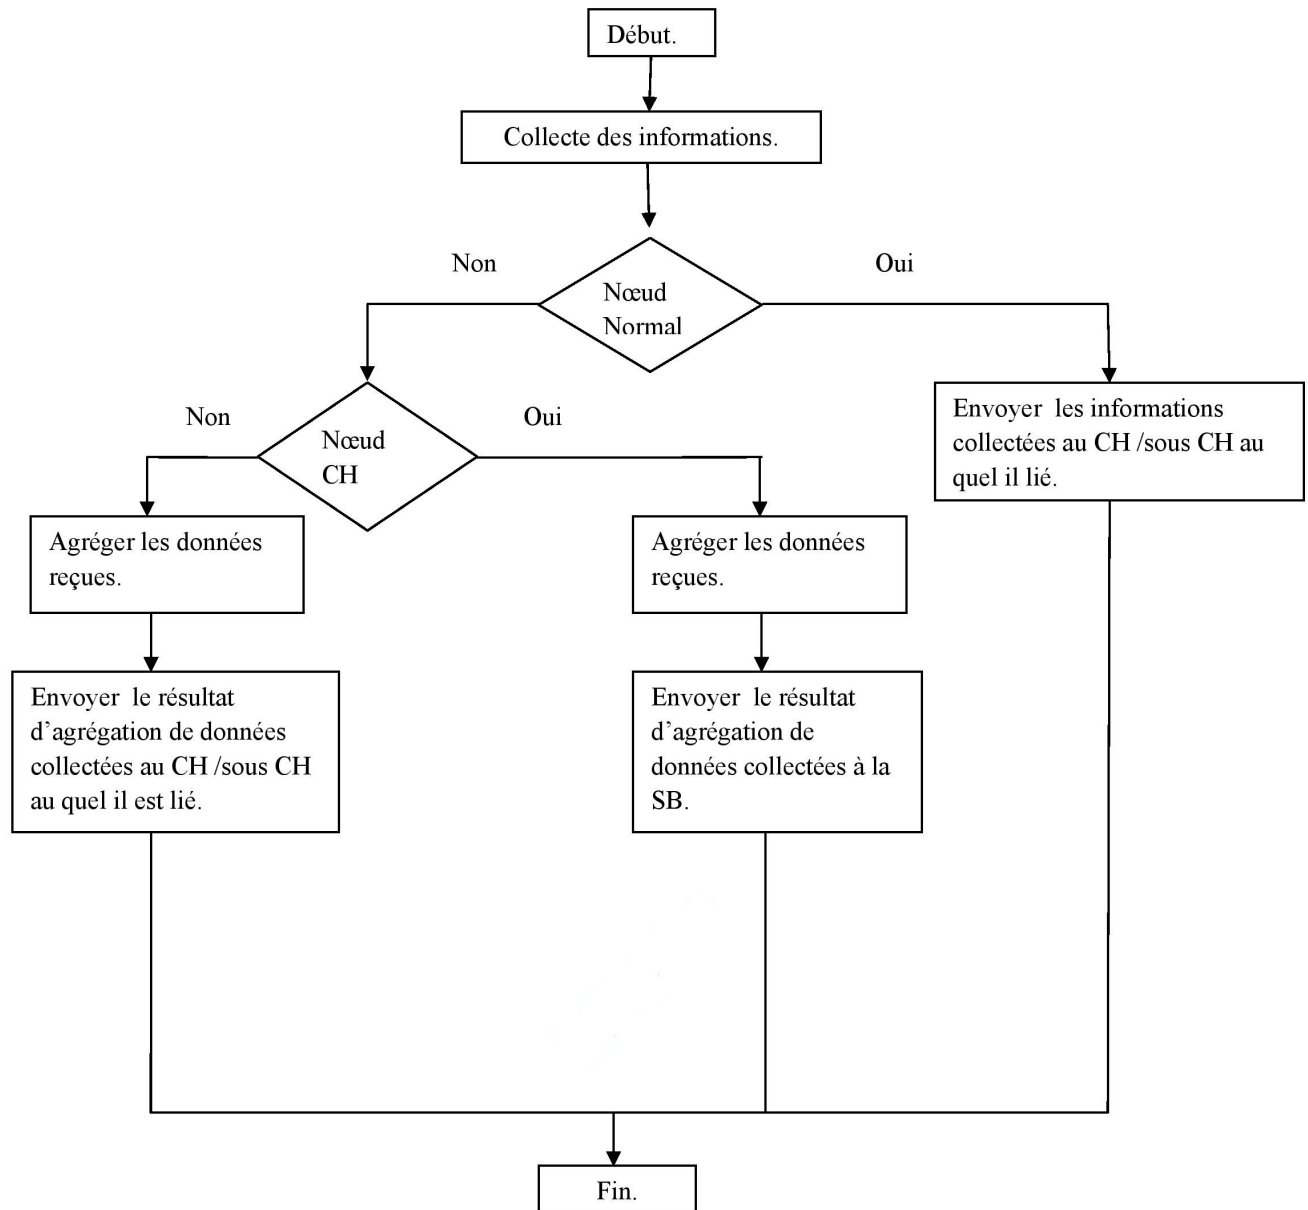 Début.
Collecte des informations.
Non
Oui
Nœud
Normal
Non
Oui
Nœud
CH
Envoyer les informations
collectées au CH /sous CH au
quel il lié.
Agréger les données
reçues.
Agréger les données
reçues.
Envoyer le résultat
d’agrégation de données
collectées au CH /sous CH
au quel il est lié.
Envoyer le résultat
d’agrégation de
données collectées à la
SB.
Fin.